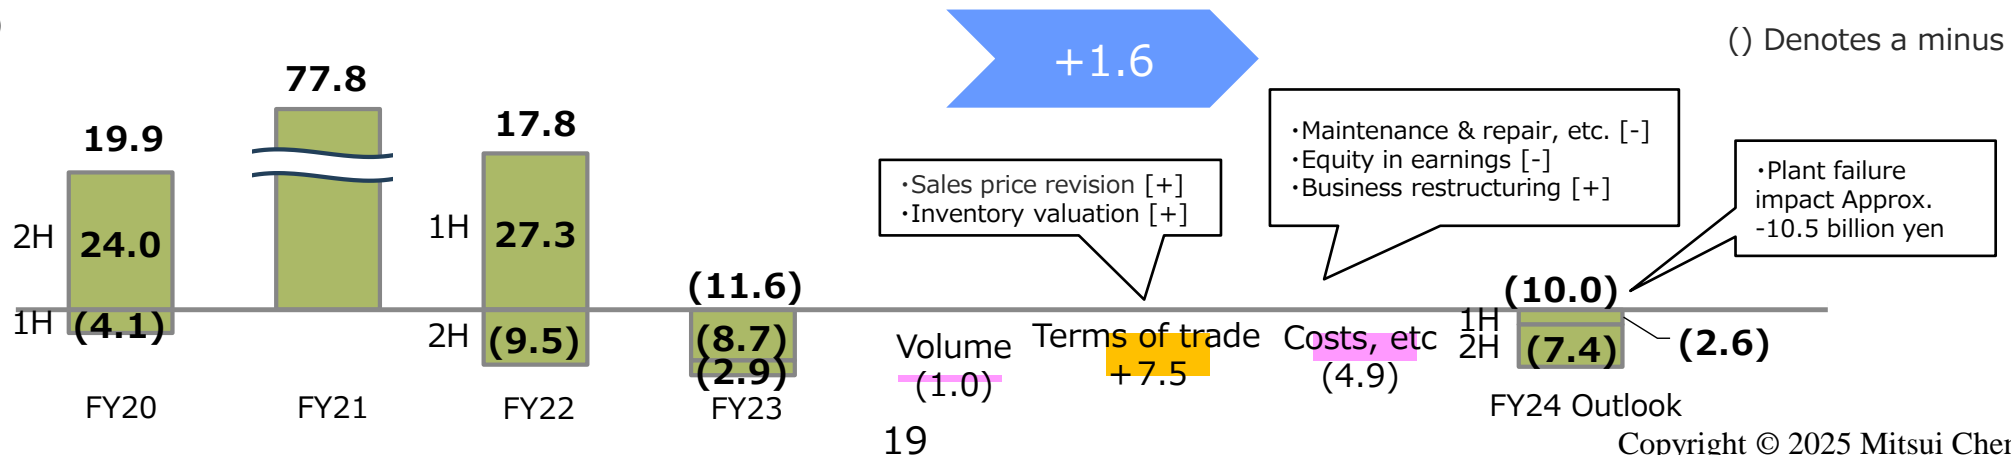 +1.6
() Denotes a minus
77.8
19.9
17.8
2H
24.0
1H
(4.1)
1H
27.3
2H
(9.5)
(11.6)
(8.7)
(2.9)
・Sales price revision [+]
・Inventory valuation [+]
・Maintenance & repair, etc. [-]
・Equity in earnings [-]
・Business restructuring [+]
・Plant failure
impact Approx.
-10.5 billion yen
Volume
(1.0)
Terms of trade
+7.5
Costs, etc
(4.9)
(10.0)
1H
2H
(7.4)
(2.6)
FY20
FY21
FY22
FY23
FY24 Outlook
19
Copyright © 2025 Mitsui Cher